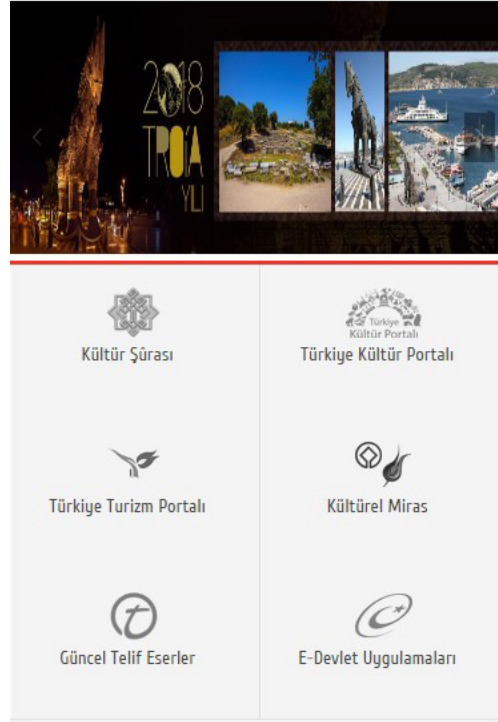 2018
TROİA
YILI
Kültür Şûrası
Türkiye
Kültür Portalı
Türkiye Kültür Portalı
Türkiye Turizm Portalı
Kültürel Miras
Güncel Telif Eserler
E-Devlet Uygulamaları